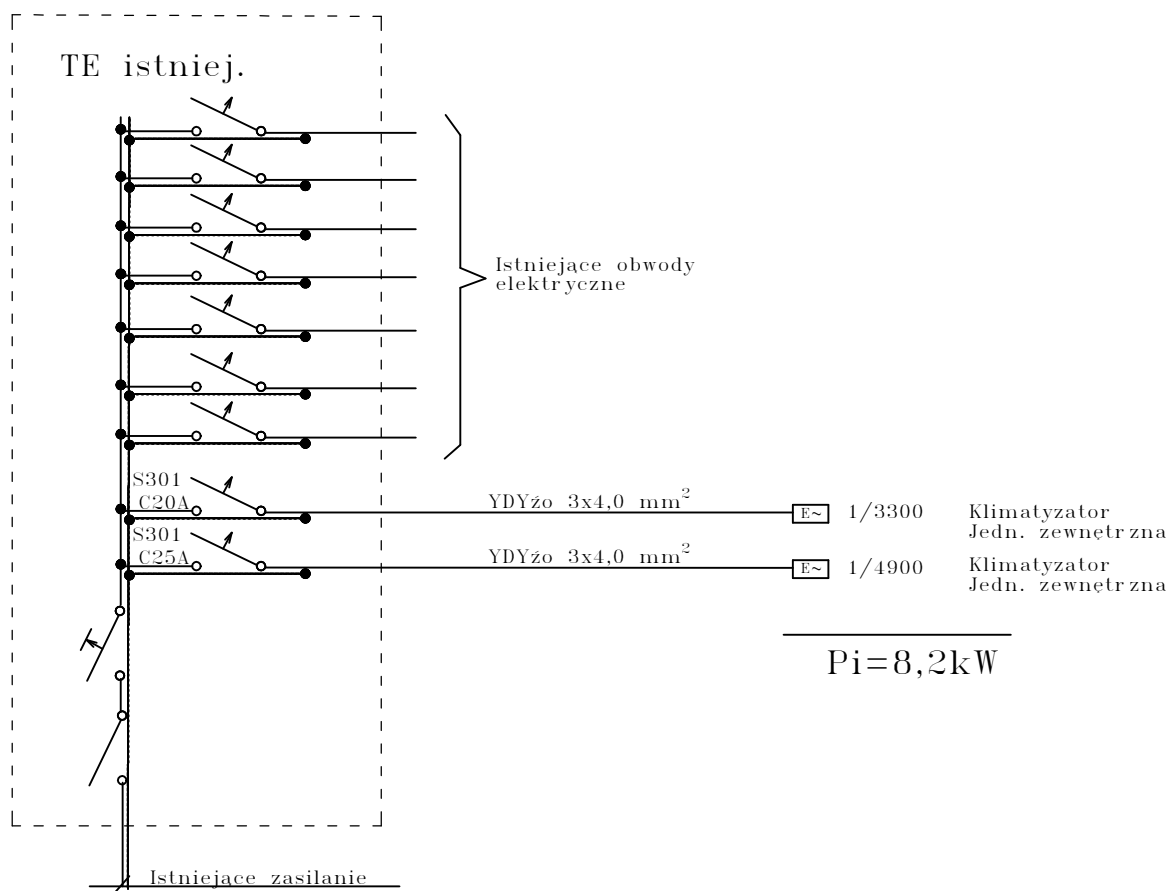 TE istniej.
Istniejące obwody
elektryczne
S301
C20A
YDYżo 3x4,0 mm²
E~
1/3300
Klimatyzator
Jedn. zewnętrzna
S301
C25A
YDYżo 3x4,0 mm²
E~
1/4900
Klimatyzator
Jedn. zewnętrzna
Pi=8,2kW
Istniejące zasilanie